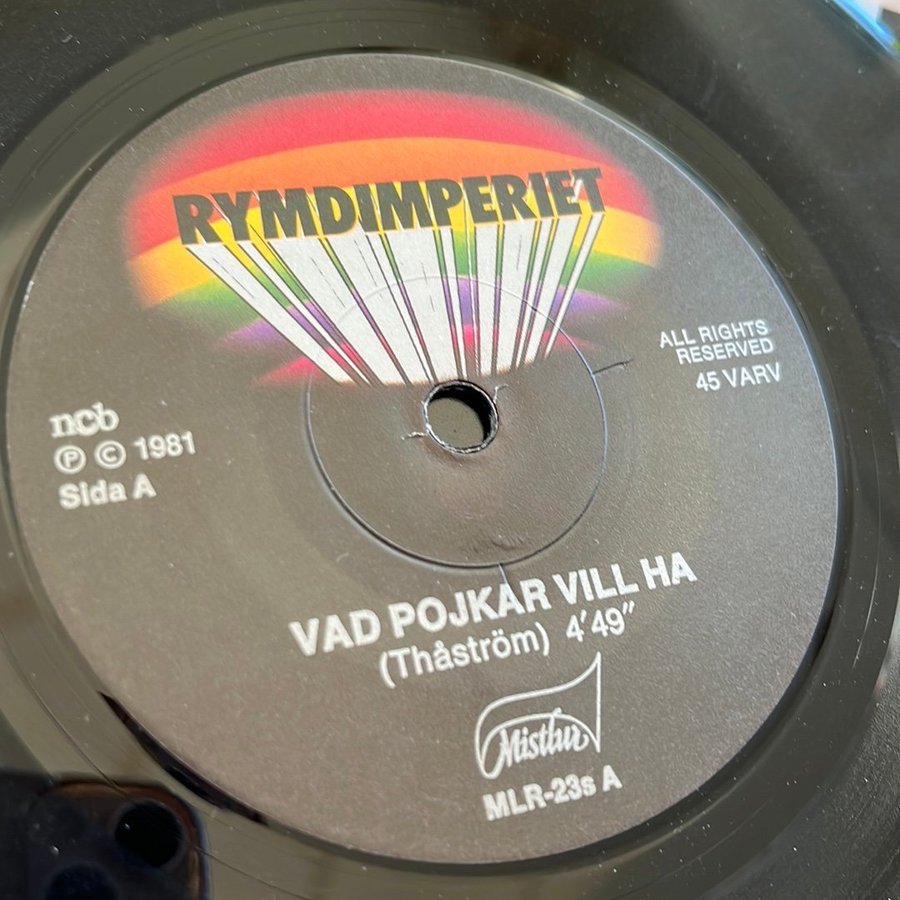 RYMDIMPERIET
ALL RIGHTS
RESERVED
45 VARV
ncb
Ⓟ © 1981
Sida A
VAD POJKAR VILL HA
(Thåström) 4'49"
Mistlur
MLR-23s A